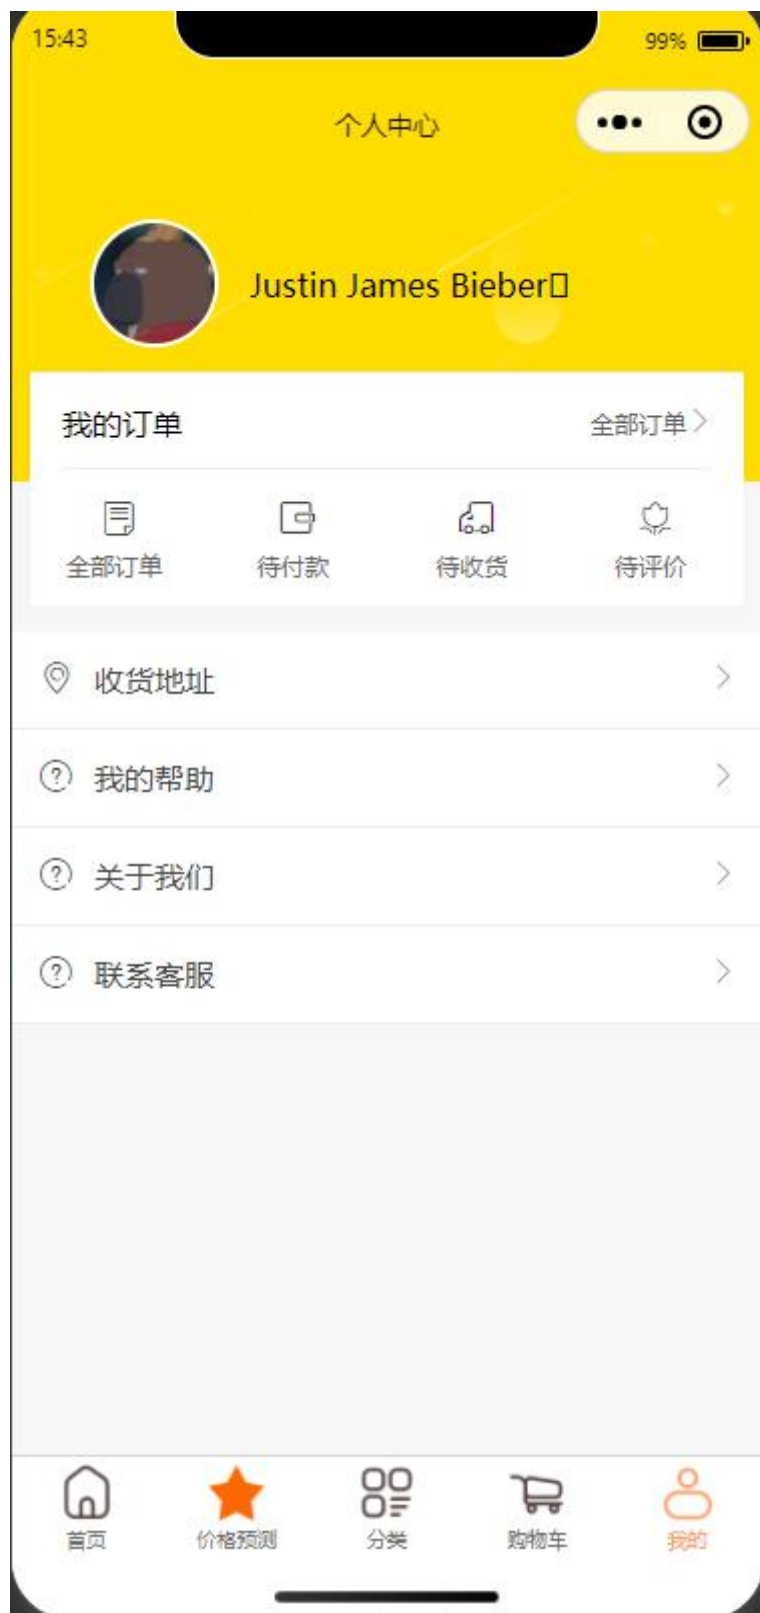 15:43
99%
个人中心
Justin James Bieber
我的订单
全部订单
全部订单
待付款
待收货
待评价
收货地址
我的帮助
关于我们
联系客服
首页
价格预测
分类
购物车
我的